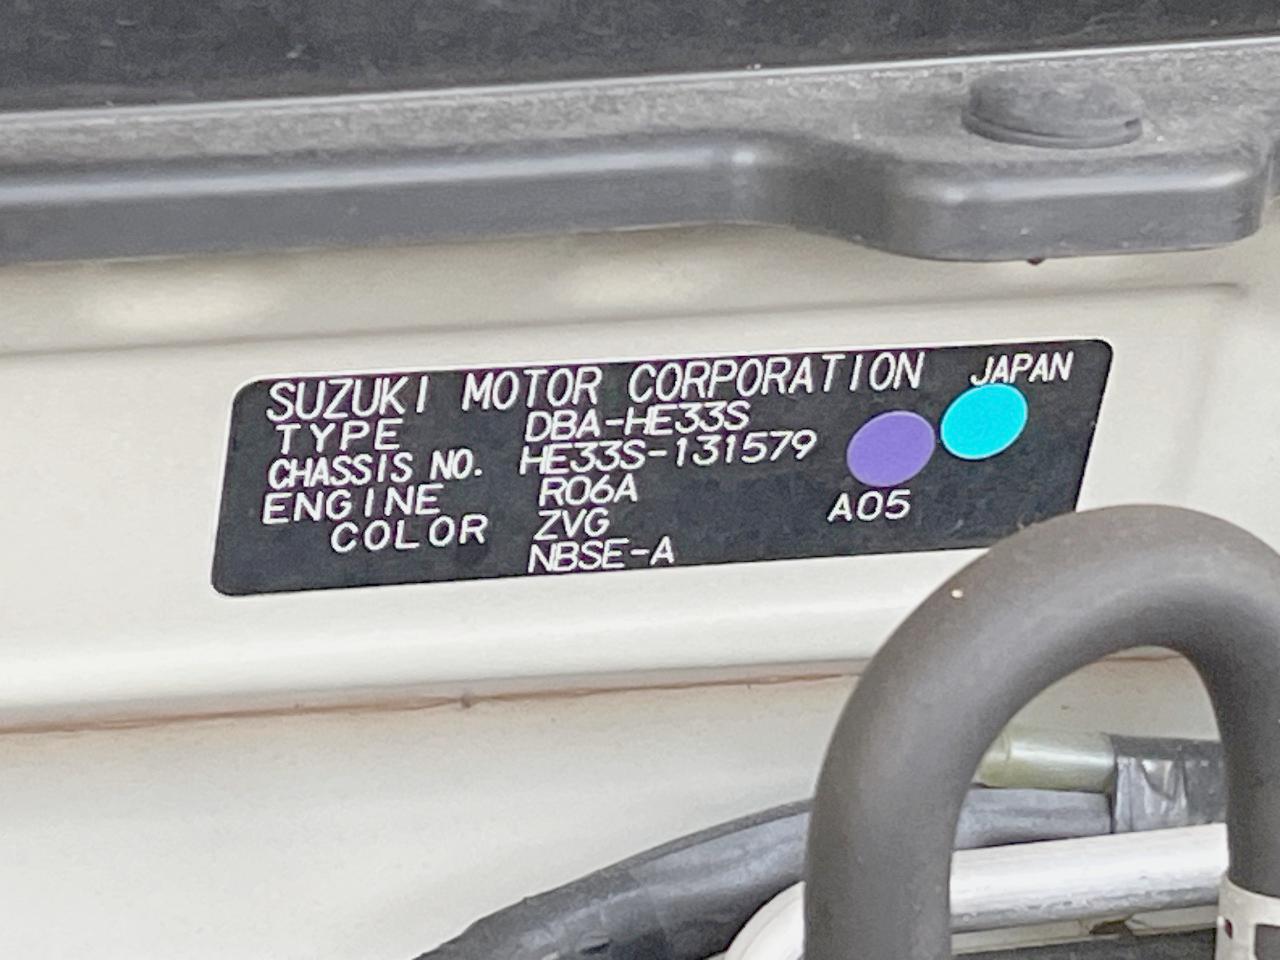 SUZUKI MOTOR CORPORATION JAPAN
TYPE DBA-HE33S
CHASSIS NO. HE33S-131579
ENGINE R06A A05
COLOR ZVG
NBSE-A